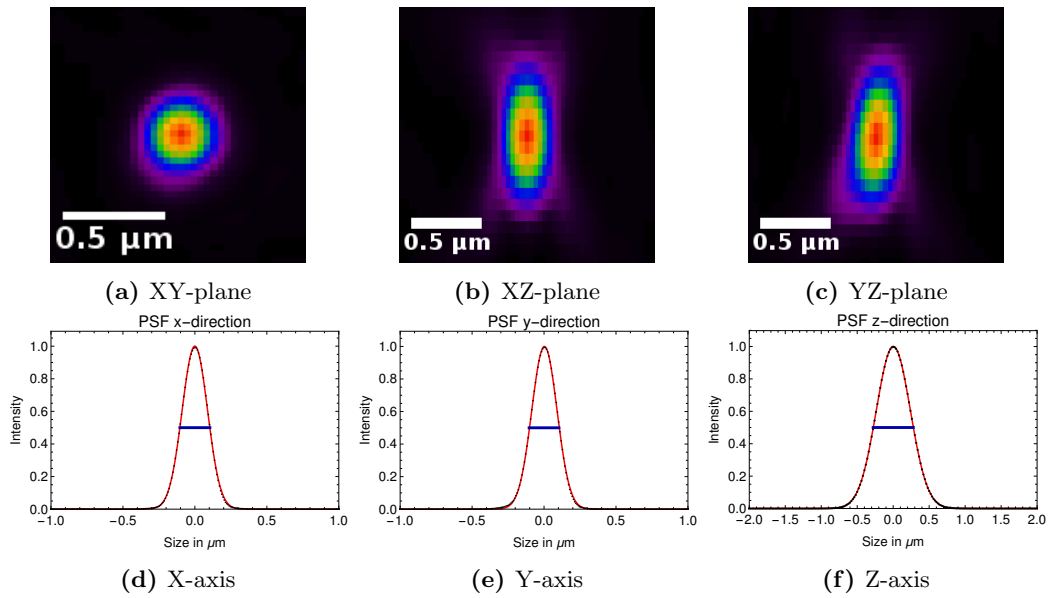 0.5 μm
0.5 μm
0.5 μm
(a) XY-plane
(b) XZ-plane
(c) YZ-plane
PSF x-direction
1.0
0.8
0.6
0.4
0.2
0.0
Intensity
-1.0 -0.5 0.0 0.5 1.0
Size in μm
PSF y-direction
1.0
0.8
0.6
0.4
0.2
0.0
Intensity
-1.0 -0.5 0.0 0.5 1.0
Size in μm
PSF z-direction
1.0
0.8
0.6
0.4
0.2
0.0
Intensity
-2.0 -1.5 -1.0 -0.5 0.0 0.5 1.0 1.5 2.0
Size in μm
(d) X-axis
(e) Y-axis
(f) Z-axis